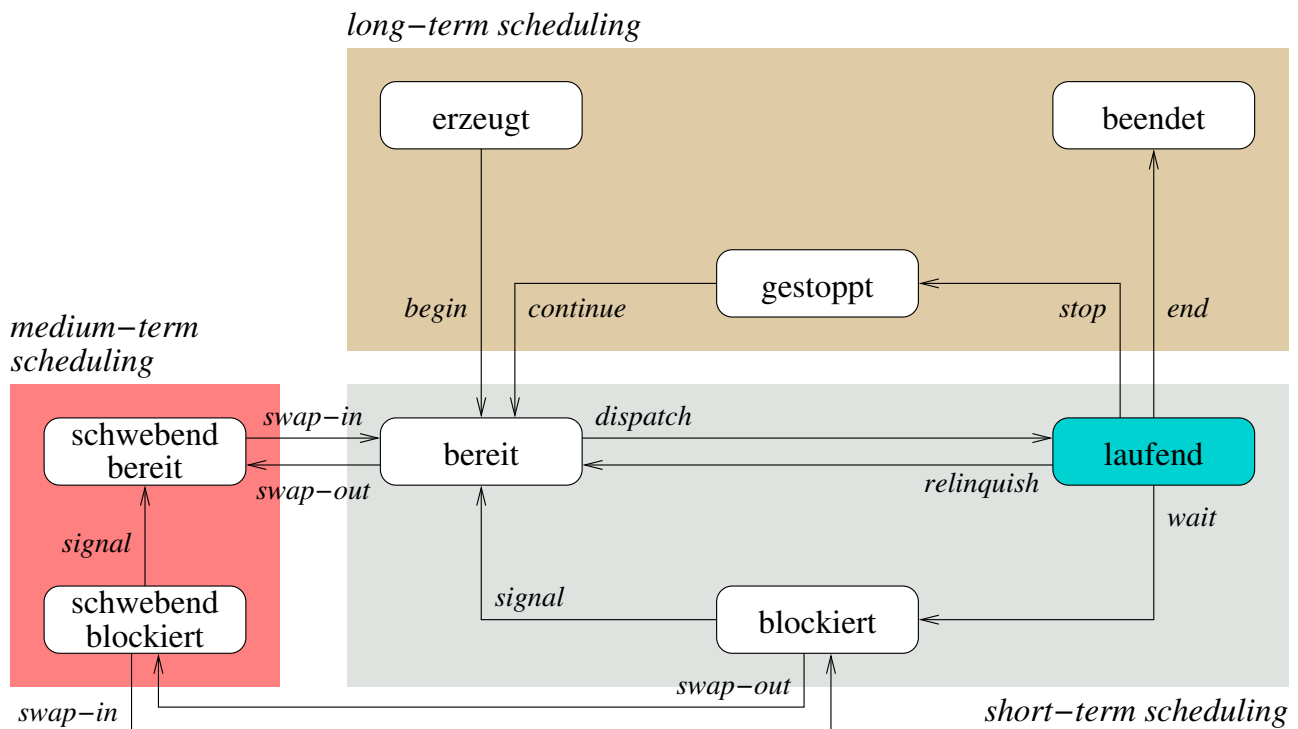 long−term scheduling
erzeugt
beendet
gestoppt
begin
continue
stop
end
medium−term
scheduling
schwebend
bereit
swap−in
swap−out
bereit
dispatch
relinquish
laufend
wait
signal
schwebend
blockiert
signal
blockiert
swap−out
swap−in
short−term scheduling